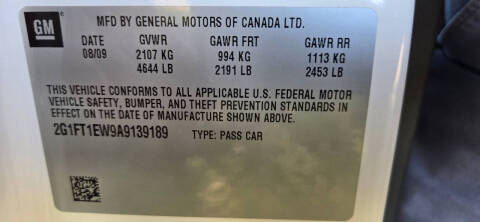 GM
MFD BY GENERAL MOTORS OF CANADA LTD.
DATE GVWR GAWR FRT GAWR RR
08/09 2107 KG 994 KG 1113 KG
4644 LB 2191 LB 2453 LB
THIS VEHICLE CONFORMS TO ALL APPLICABLE U.S. FEDERAL MOTOR
VEHICLE SAFETY, BUMPER, AND THEFT PREVENTION STANDARDS IN
EFFECT ON THE DATE OF MANUFACTURE SHOWN ABOVE.
2G1FT1EW9A9139189 TYPE: PASS CAR